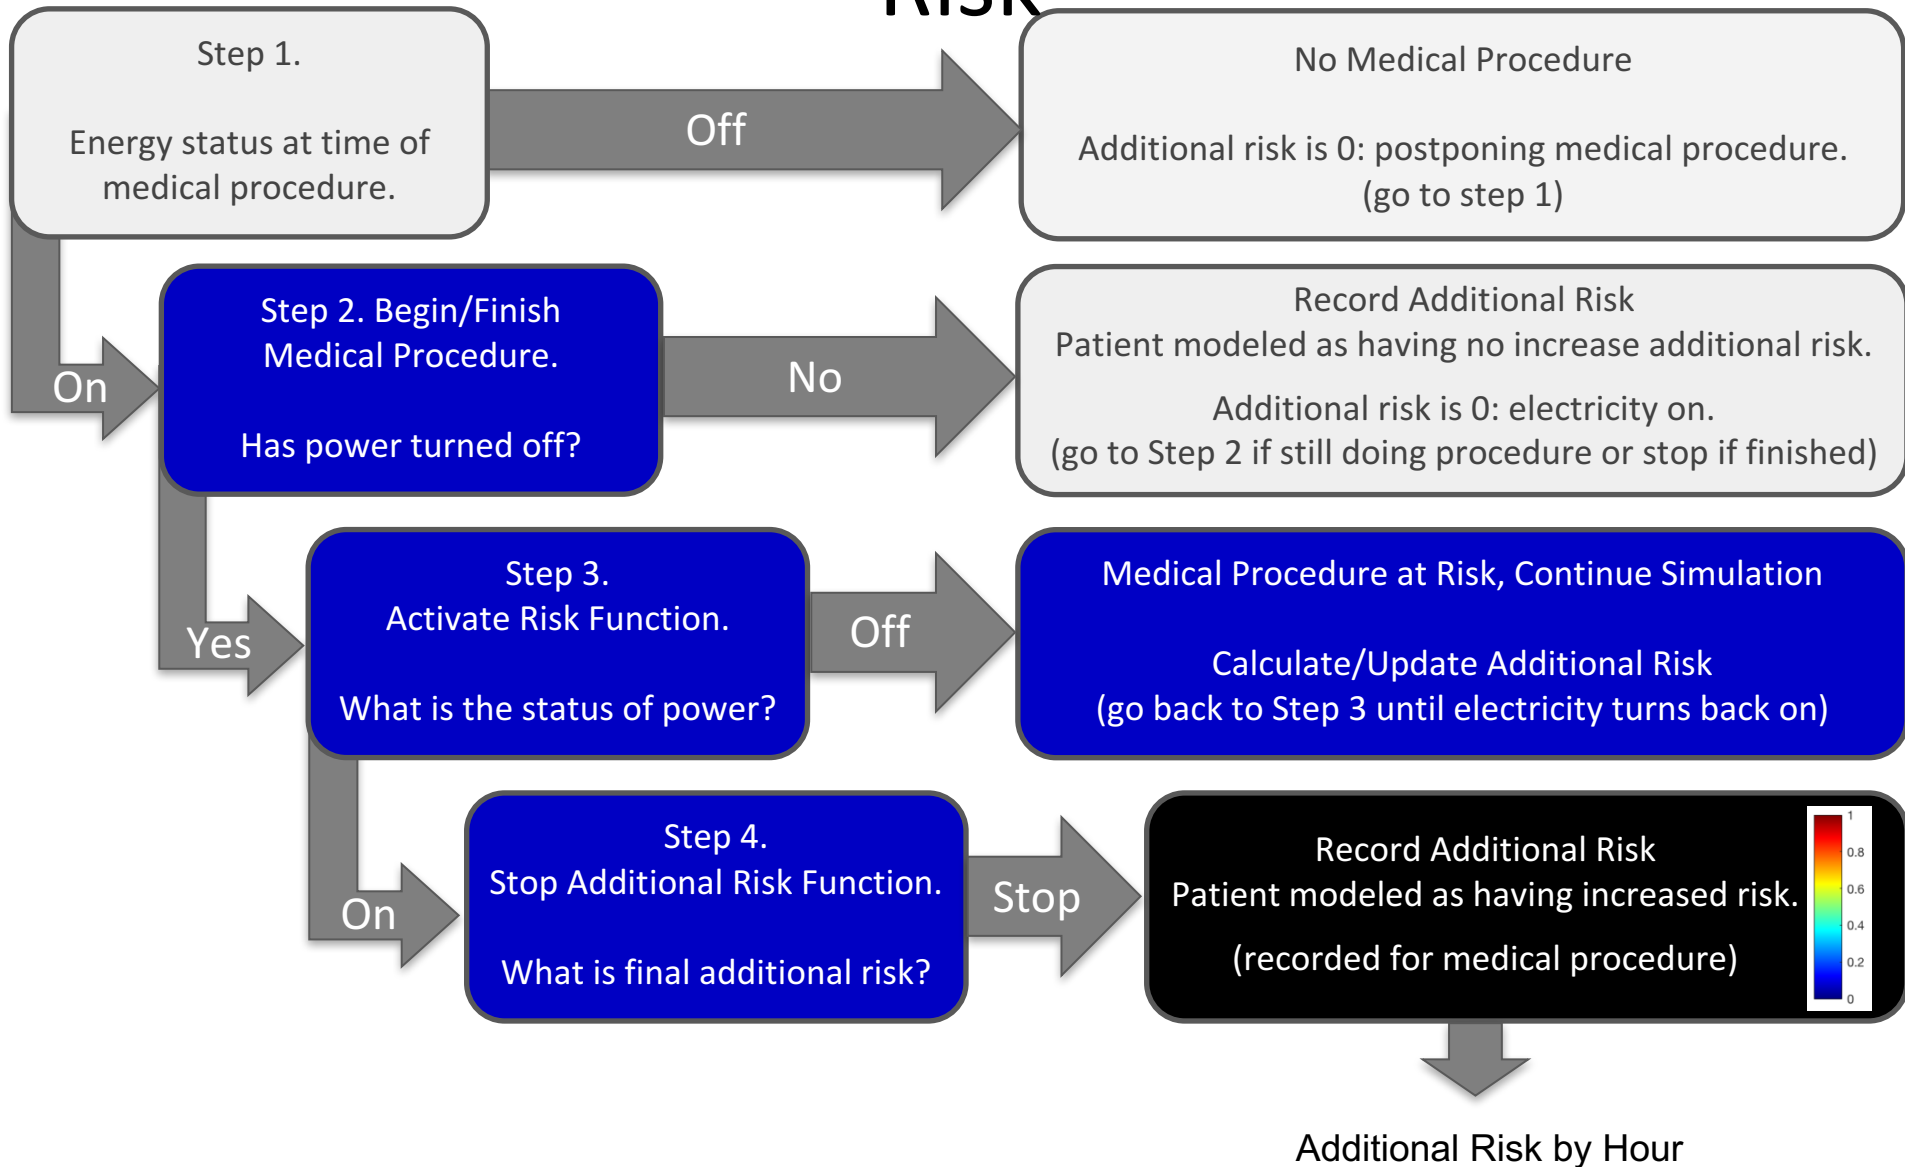 Risk
Step 1.
Energy status at time of
medical procedure.
Off
No Medical Procedure
Additional risk is 0: postponing medical procedure.
(go to step 1)
On
Step 2. Begin/Finish
Medical Procedure.
Has power turned off?
No
Record Additional Risk
Patient modeled as having no increase additional risk.
Additional risk is 0: electricity on.
(go to Step 2 if still doing procedure or stop if finished)
Yes
Step 3.
Activate Risk Function.
What is the status of power?
Off
Medical Procedure at Risk, Continue Simulation
Calculate/Update Additional Risk
(go back to Step 3 until electricity turns back on)
On
Step 4.
Stop Additional Risk Function.
What is final additional risk?
Stop
Record Additional Risk
Patient modeled as having increased risk.
(recorded for medical procedure)
1
0.8
0.6
0.4
0.2
0
Additional Risk by Hour